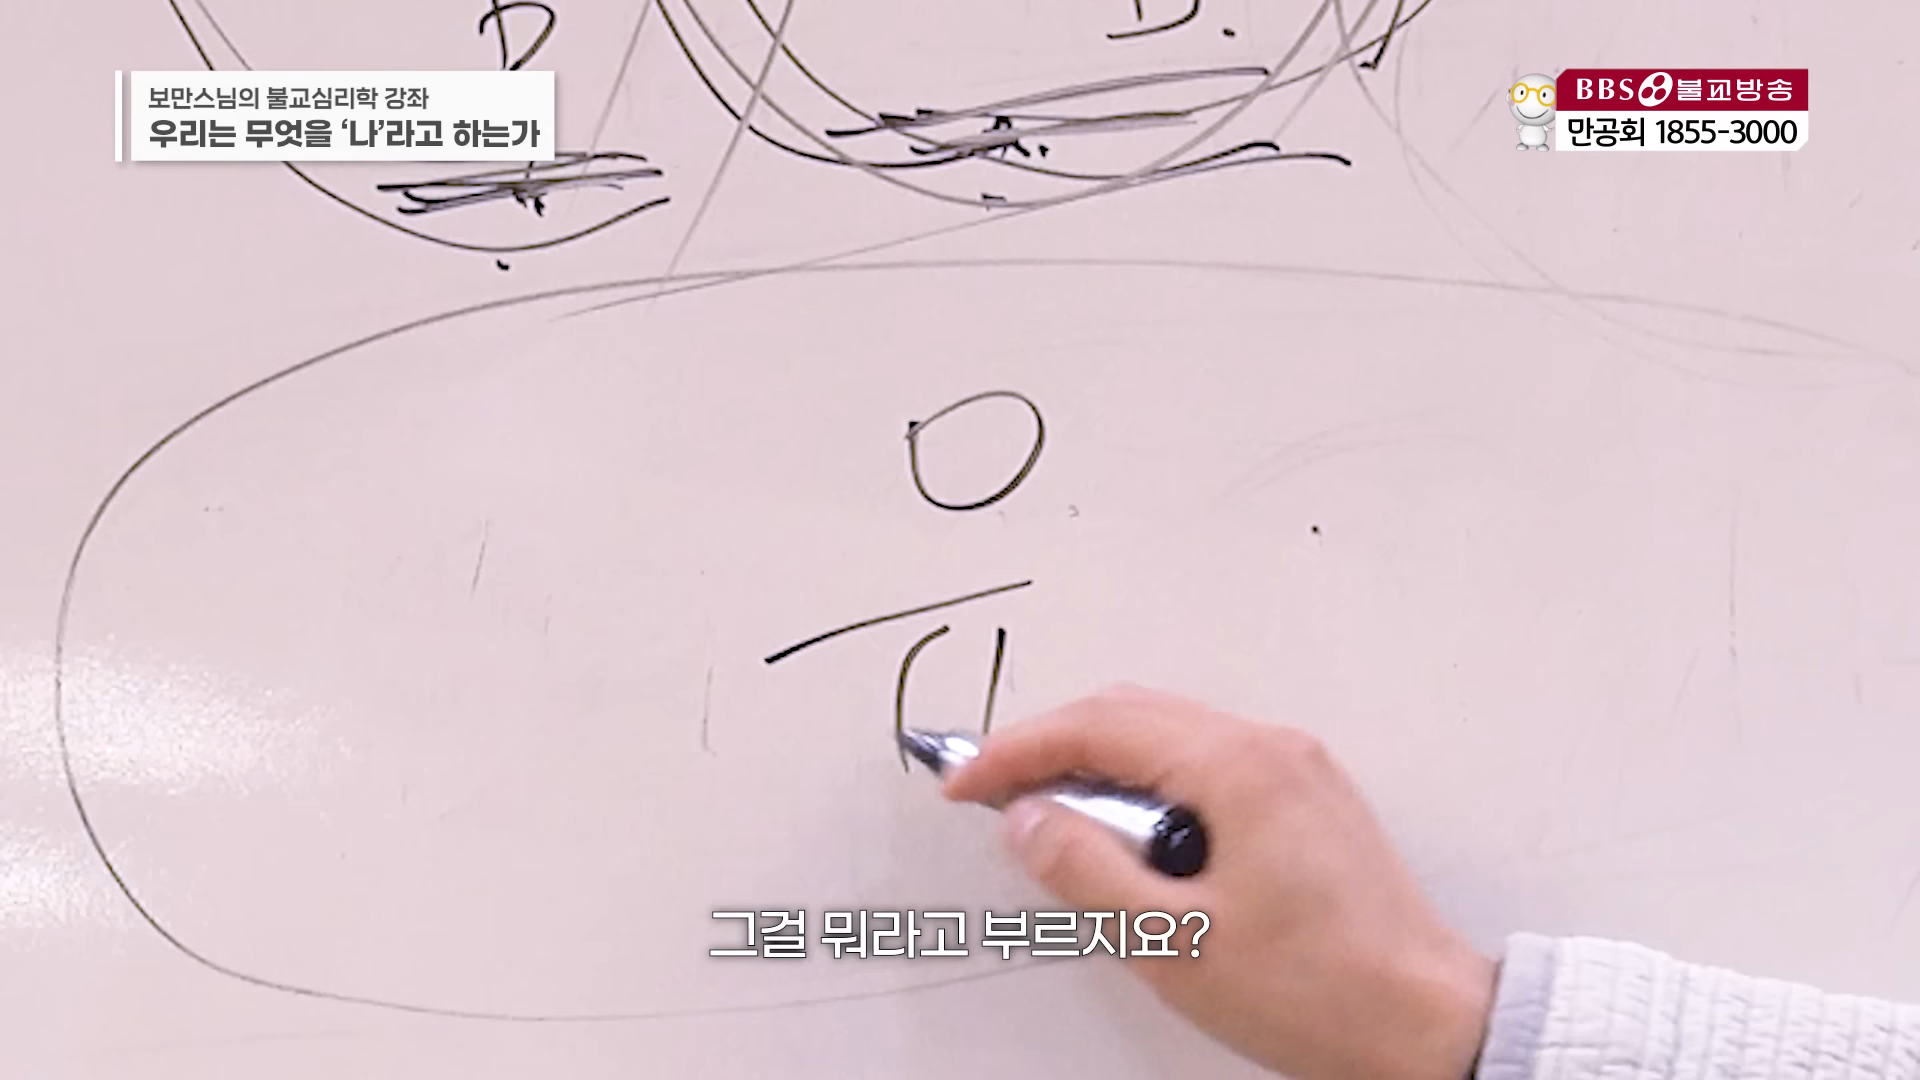 D
D.
보만스님의 불교심리학 강좌
우리는 무엇을 ‘나’라고 하는가
BBS 불교방송
만공회 1855-3000
그걸 뭐라고 부르지요?